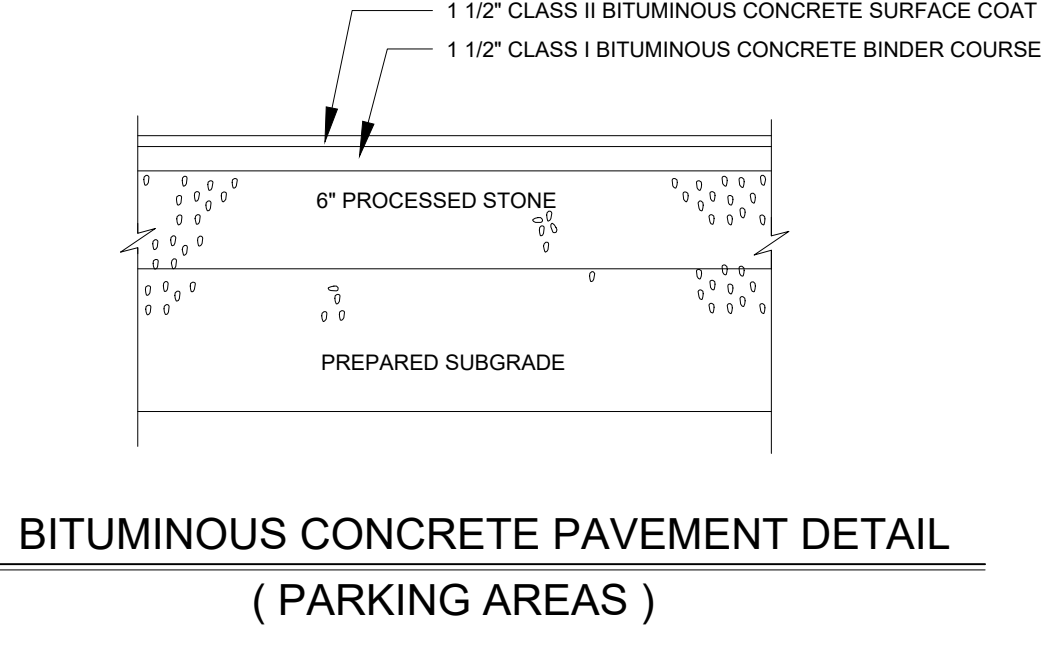 1 1/2" CLASS II BITUMINOUS CONCRETE SURFACE COAT
1 1/2" CLASS I BITUMINOUS CONCRETE BINDER COURSE
6" PROCESSED STONE
PREPARED SUBGRADE
BITUMINOUS CONCRETE PAVEMENT DETAIL
( PARKING AREAS )